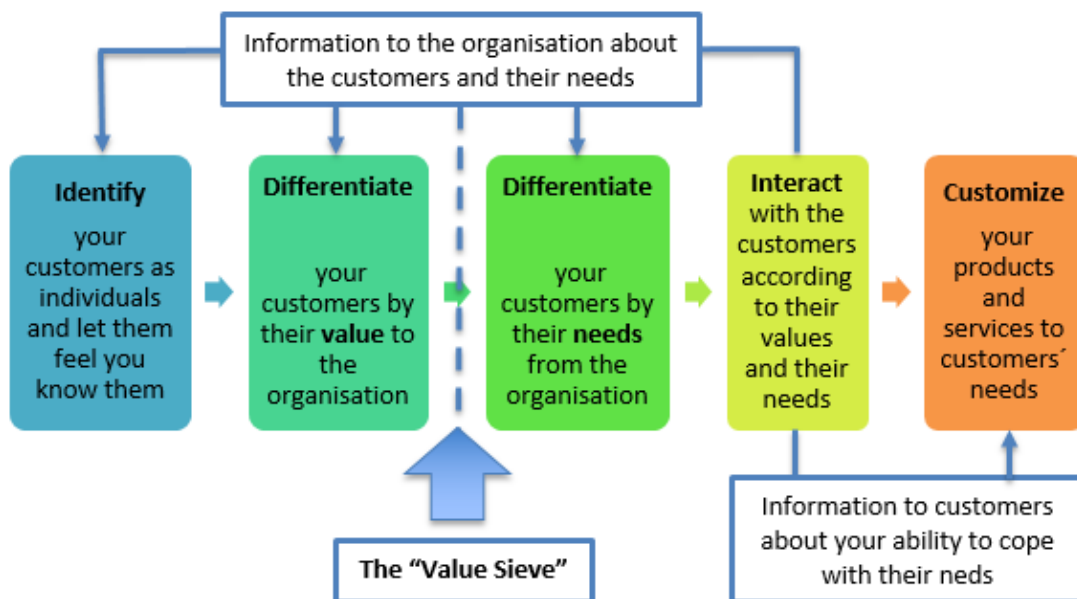 Information to the organisation about
the customers and their needs
Identify
your
customers as
individuals
and let them
feel you
know them
Differentiate
your
customers by
their value to
the
organisation
Differentiate
your
customers by
their needs
from the
organisation
Interact
with the
customers
according
to their
values
and their
needs
Customize
your
products
and
services to
customers´
needs
The “Value Sieve”
Information to customers
about your ability to cope
with their neds